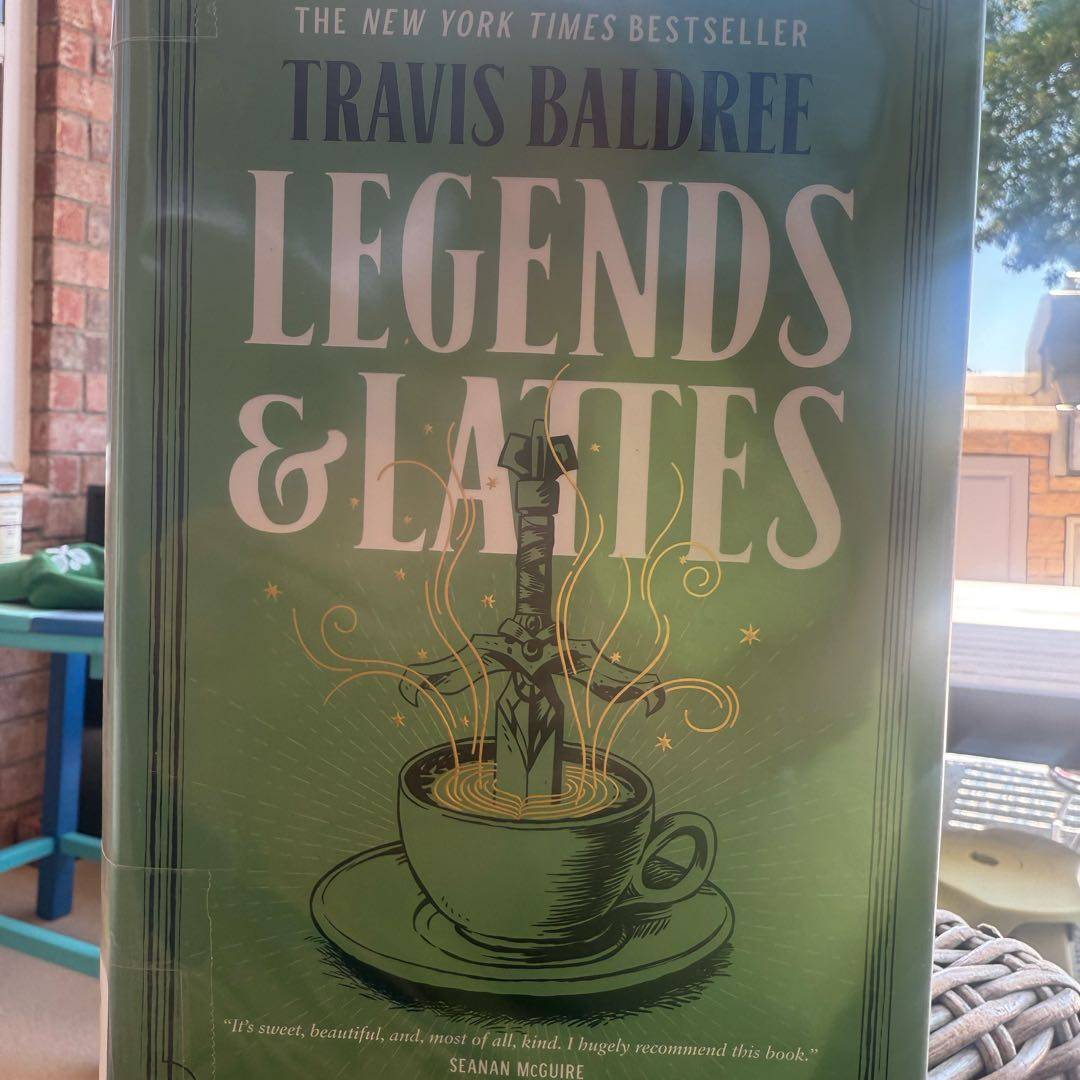 THE NEW YORK TIMES BESTSELLER
TRAVIS BALDREE
LEGENDS
& LATTES
“It’s sweet, beautiful, and, most of all, kind. I hugely recommend this book.”
SEANAN McGUIRE